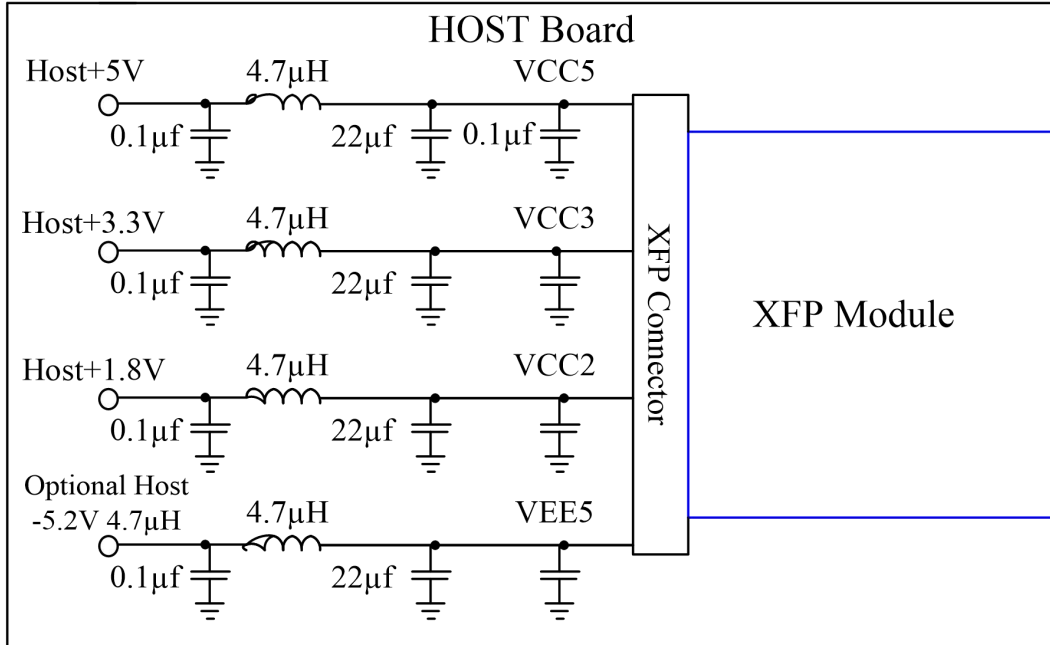 HOST Board
Host+5V
4.7µH
VCC5
0.1µf
22µf
0.1µf
Host+3.3V
4.7µH
VCC3
0.1µf
22µf
XFP Connector
XFP Module
Host+1.8V
4.7µH
VCC2
0.1µf
22µf
Optional Host
-5.2V 4.7µH
4.7µH
VEE5
0.1µf
22µf